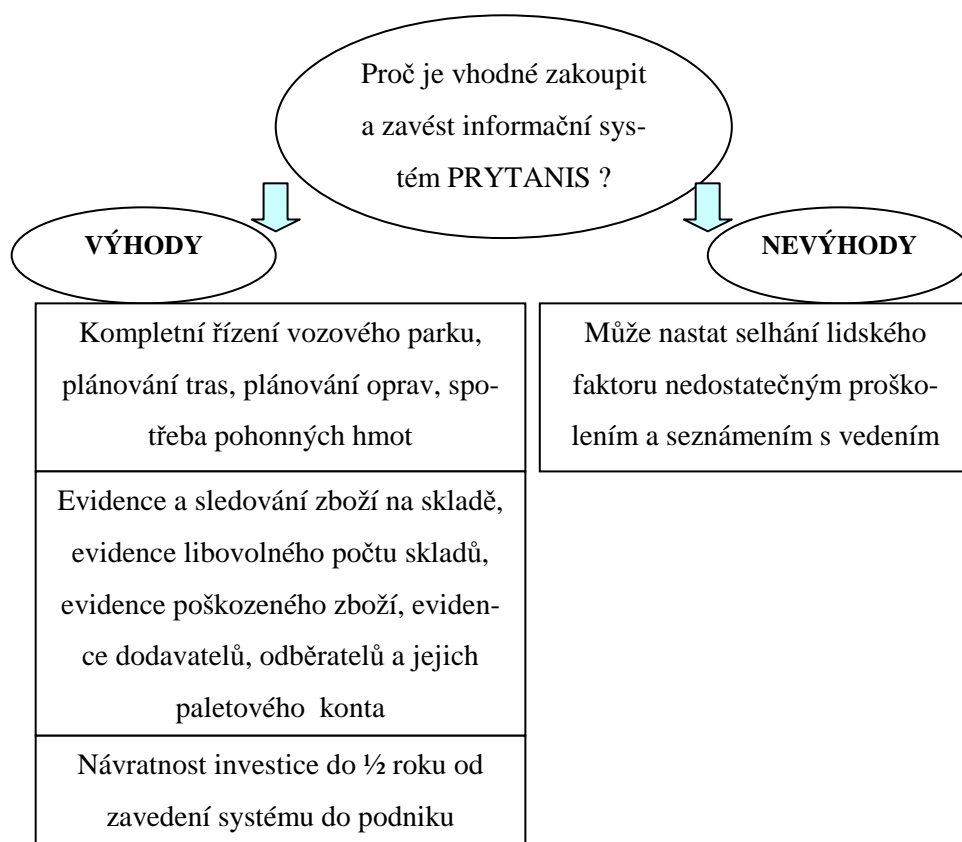 Proč je vhodné zakoupit
a zavést informační sys-
tém PRYTANIS ?
VÝHODY
NEVÝHODY
Kompletní řízení vozového parku,
plánování tras, plánování oprav, spo-
třeba pohonných hmot
Může nastat selhání lidského
faktoru nedostatečným proško-
lením a seznámením s vedením
Evidence a sledování zboží na skladě,
evidence libovolného počtu skladů,
evidence poškozeného zboží, eviden-
ce dodavatelů, odběratelů a jejich
paletového konta
Návratnost investice do ½ roku od
zavedení systému do podniku